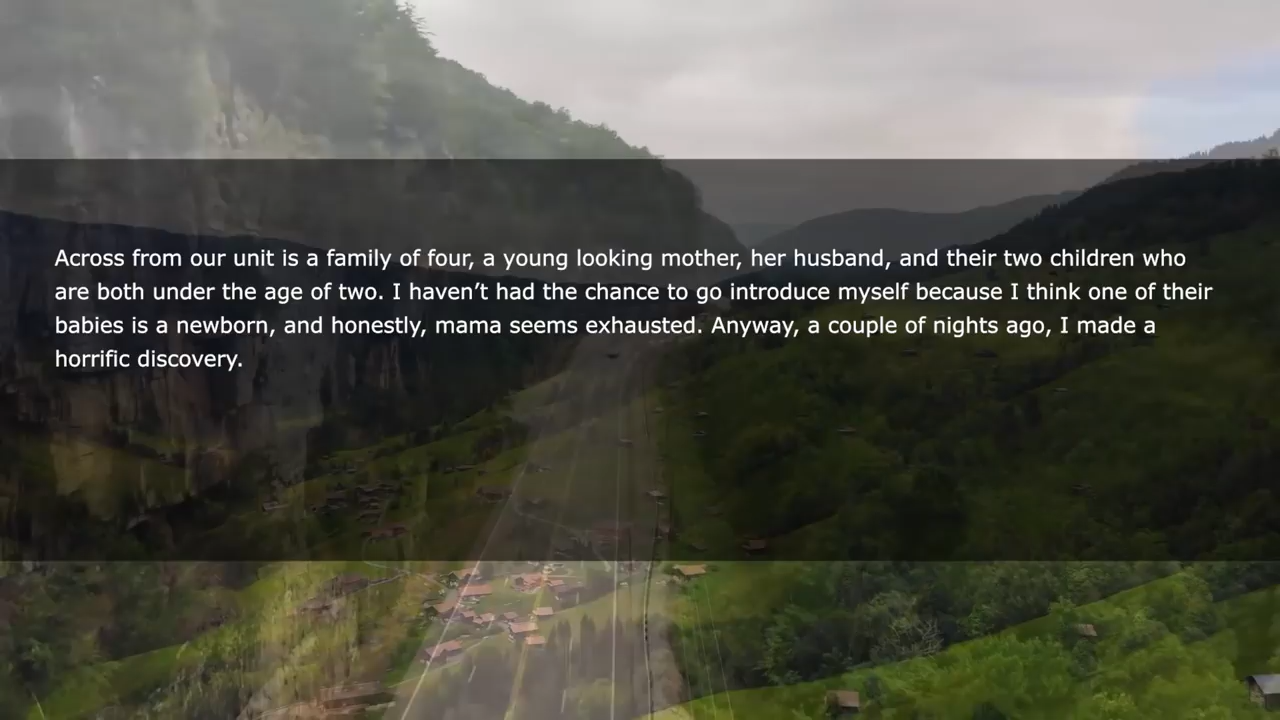 Across from our unit is a family of four, a young looking mother, her husband, and their two children who
are both under the age of two. I haven’t had the chance to go introduce myself because I think one of their
babies is a newborn, and honestly, mama seems exhausted. Anyway, a couple of nights ago, I made a
horrific discovery.